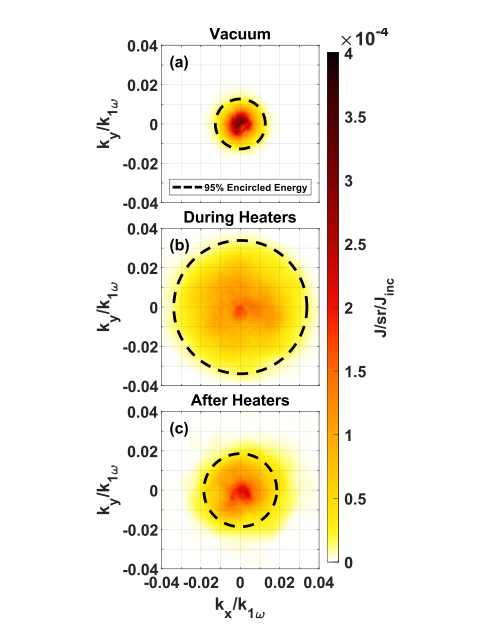 Vacuum
×10⁻⁴
(a)
0.04
0.02
0
-0.02
-0.04
k_y/k_1ω
95% Encircled Energy
During Heaters
(b)
0.04
0.02
0
-0.02
-0.04
k_y/k_1ω
After Heaters
(c)
0.04
0.02
0
-0.02
-0.04
k_y/k_1ω
-0.04 -0.02 0 0.02 0.04
k_x/k_1ω
4
3.5
3
2.5
2
1.5
1
0.5
0
J/sr/J_inc